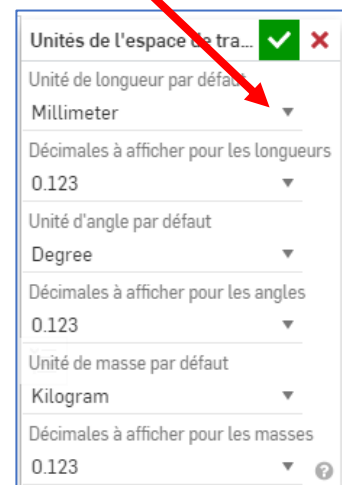 Unités de l'espace de tra...
Unité de longueur par défaut
Millimeter
Décimales à afficher pour les longueurs
0.123
Unité d'angle par défaut
Degree
Décimales à afficher pour les angles
0.123
Unité de masse par défaut
Kilogram
Décimales à afficher pour les masses
0.123